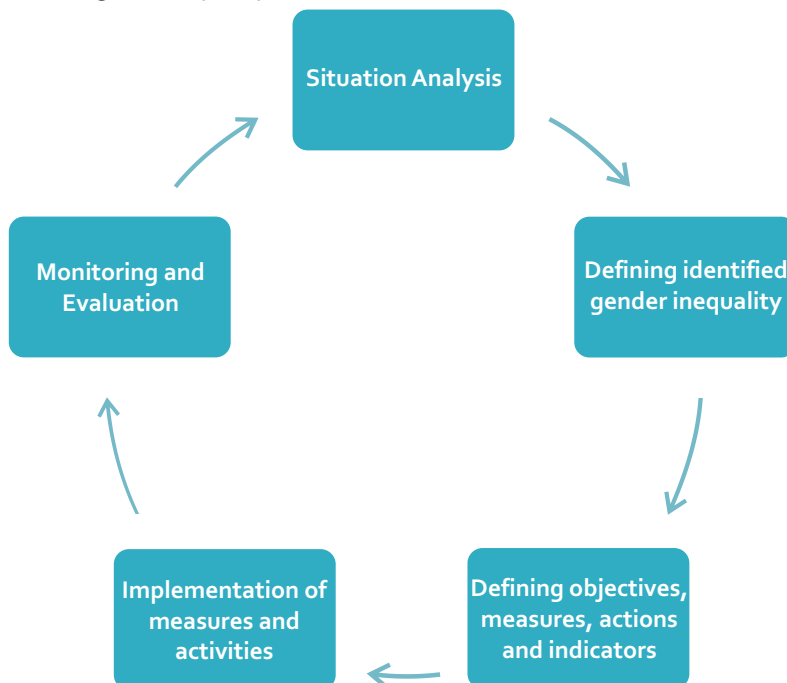 Situation Analysis
Defining identified
gender inequality
Defining objectives,
measures, actions
and indicators
Implementation of
measures and
activities
Monitoring and
Evaluation